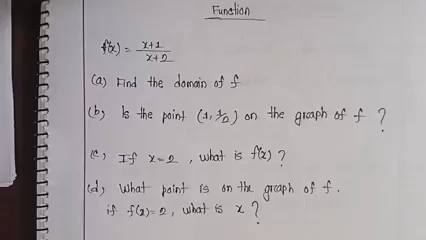 Function
f(x) = x+1 / x+2
(a) Find the domain of f
(b) Is the point (1, 1/2) on the graph of f ?
(c) If x=2, what is f(x) ?
(d) What point is on the graph of f.
if f(x)=2, what is x ?